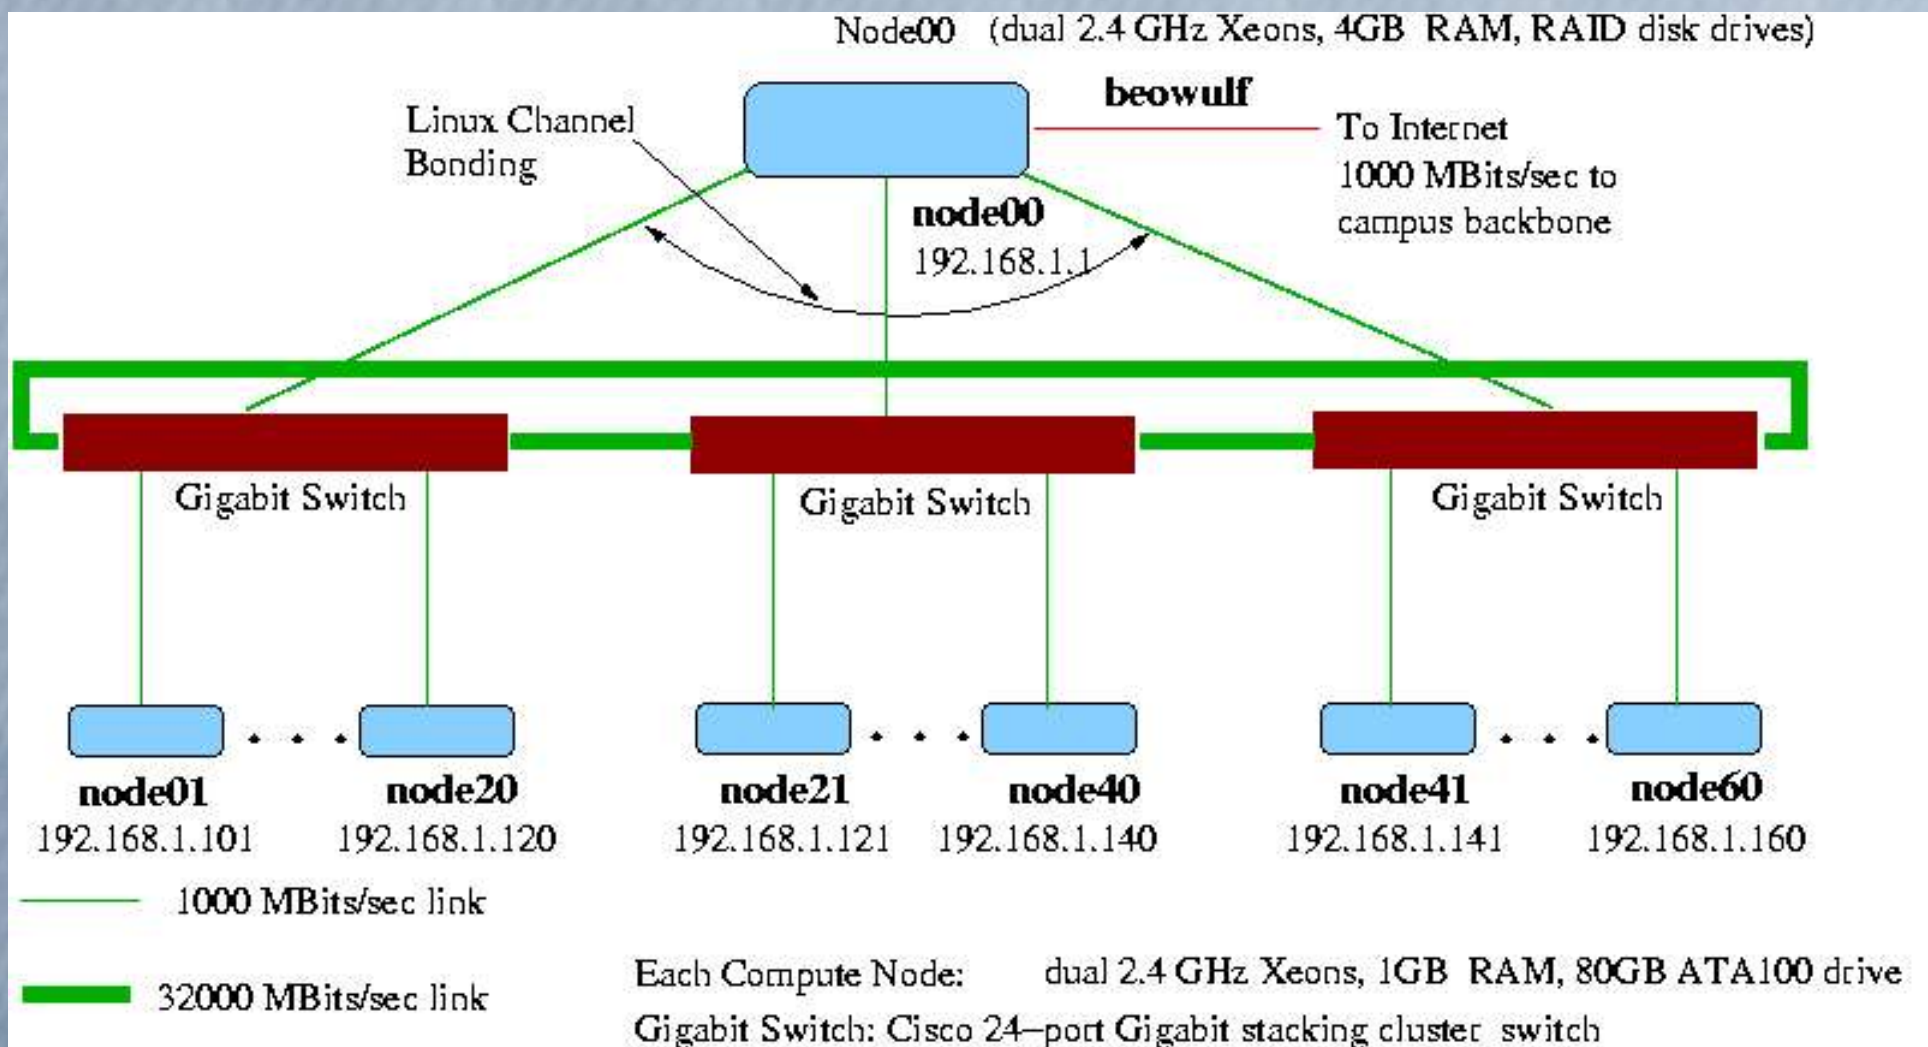 Node00 (dual 2.4 GHz Xeons, 4GB RAM, RAID disk drives)
beowulf
Linux Channel
Bonding
To Internet
1000 MBits/sec to
campus backbone
node00
192.168.1.1
Gigabit Switch
Gigabit Switch
Gigabit Switch
node01
192.168.1.101
node20
192.168.1.120
node21
192.168.1.121
node40
192.168.1.140
node41
192.168.1.141
node60
192.168.1.160
1000 MBits/sec link
32000 MBits/sec link
Each Compute Node: dual 2.4 GHz Xeons, 1GB RAM, 80GB ATA100 drive
Gigabit Switch: Cisco 24–port Gigabit stacking cluster switch